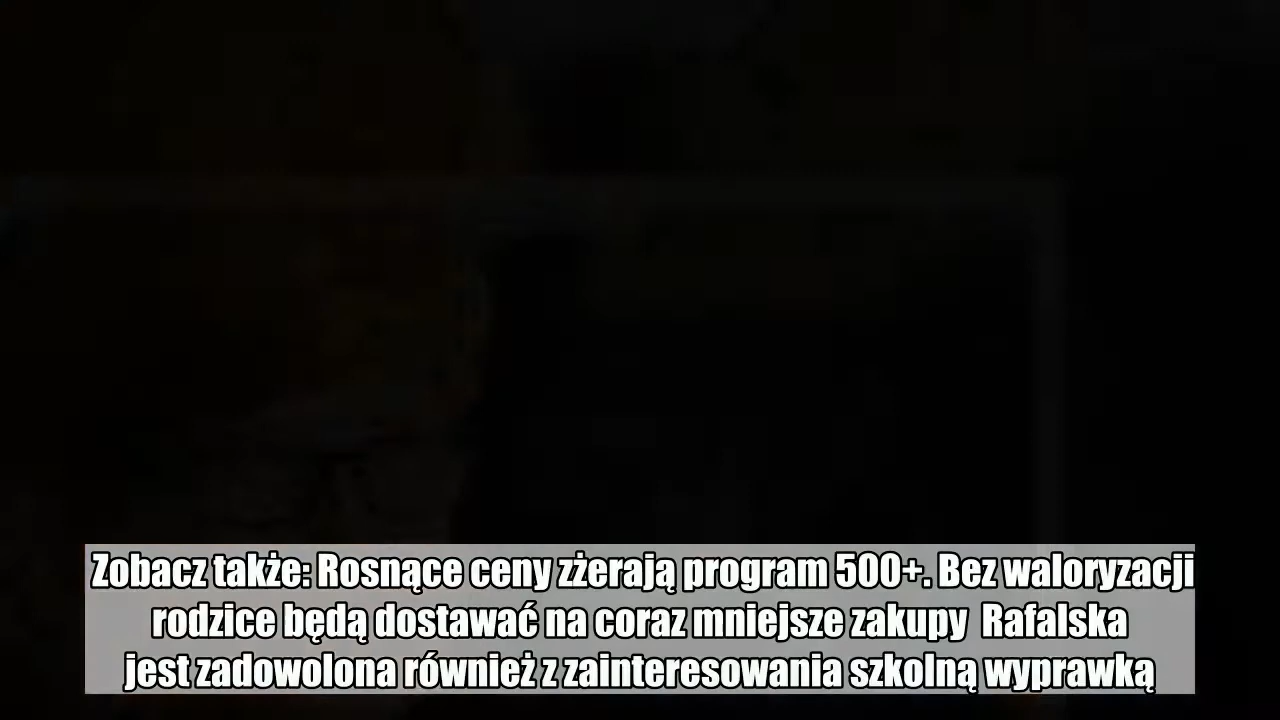 Zobacz także: Rosnące ceny zżerają program 500+. Bez waloryzacji
rodzice będą dostawać na coraz mniejsze zakupy Rafalska
jest zadowolona również z zainteresowania szkolną wyprawką